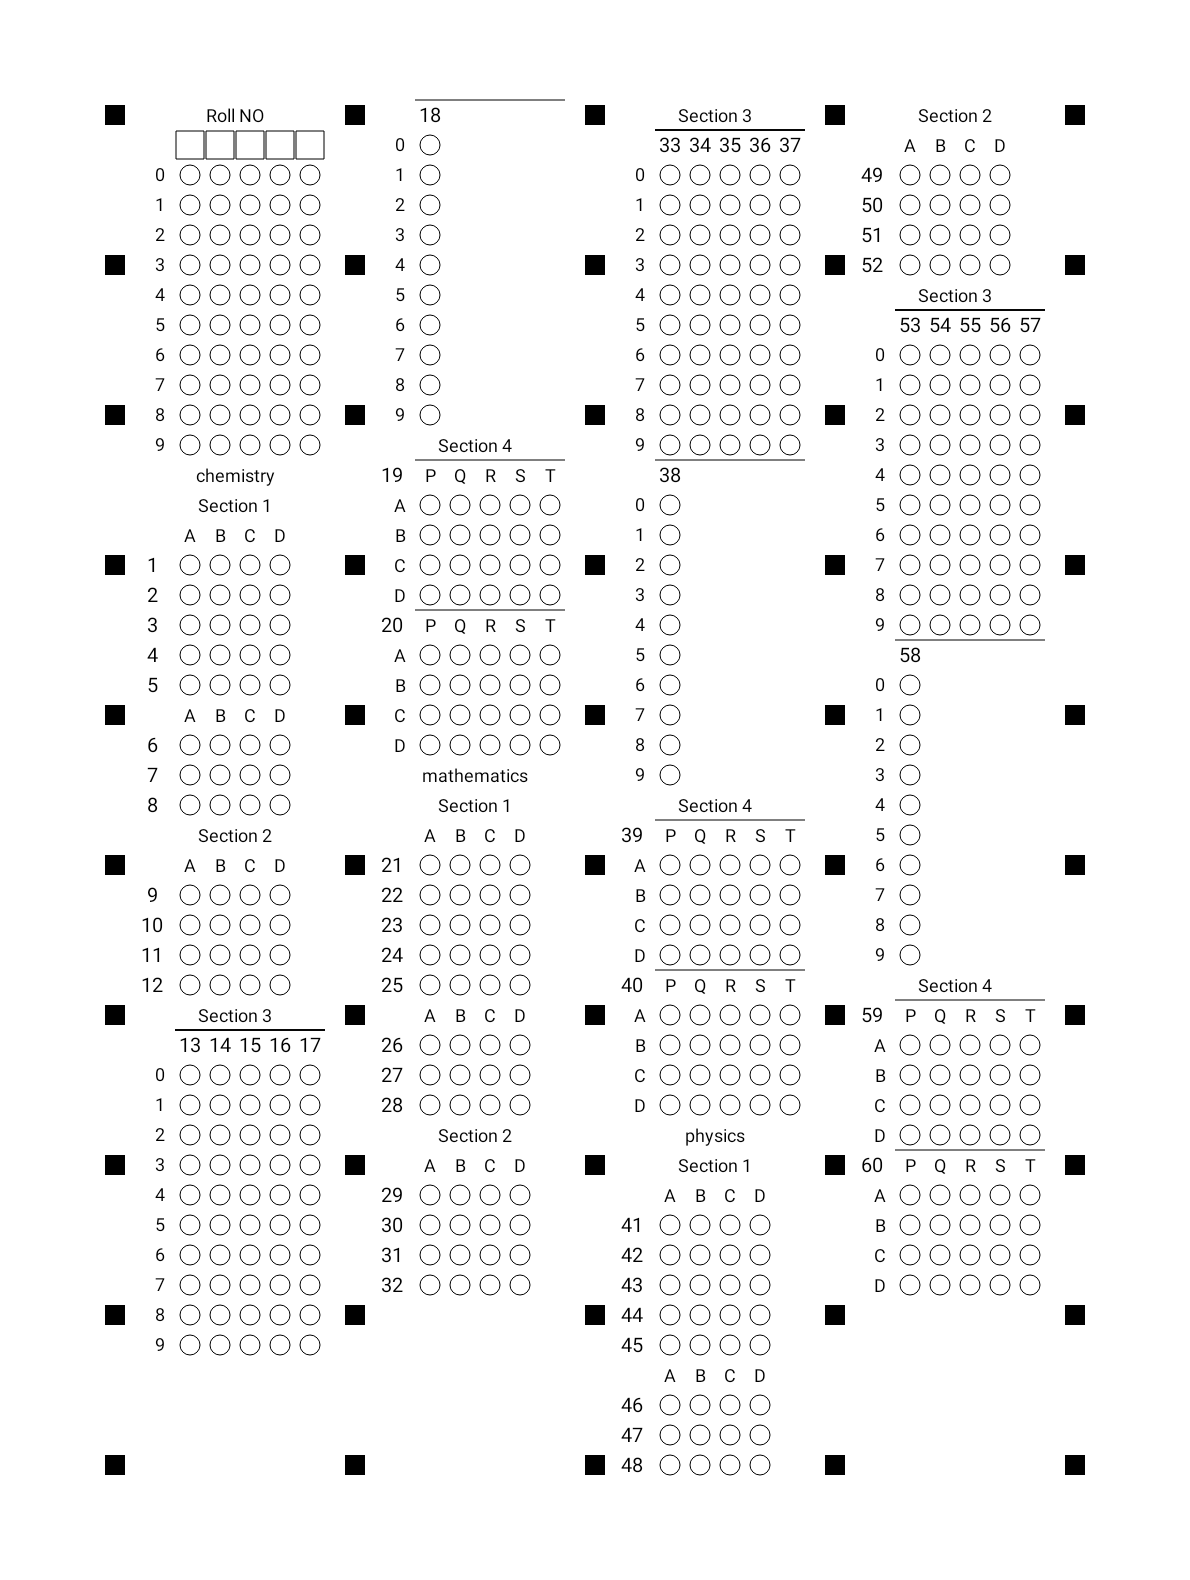 Roll NO
0
1
2
3
4
5
6
7
8
9
chemistry
Section 1
A B C D
1
2
3
4
5
A B C D
6
7
8
Section 2
A B C D
9
10
11
12
Section 3
13 14 15 16 17
0
1
2
3
4
5
6
7
8
9
18
0
1
2
3
4
5
6
7
8
9
Section 4
19 P Q R S T
A
B
C
D
20 P Q R S T
A
B
C
D
mathematics
Section 1
A B C D
21
22
23
24
25
A B C D
26
27
28
Section 2
A B C D
29
30
31
32
Section 3
33 34 35 36 37
0
1
2
3
4
5
6
7
8
9
38
0
1
2
3
4
5
6
7
8
9
Section 4
39 P Q R S T
A
B
C
D
40 P Q R S T
A
B
C
D
physics
Section 1
A B C D
41
42
43
44
45
A B C D
46
47
48
Section 2
A B C D
49
50
51
52
Section 3
53 54 55 56 57
0
1
2
3
4
5
6
7
8
9
58
0
1
2
3
4
5
6
7
8
9
Section 4
59 P Q R S T
A
B
C
D
60 P Q R S T
A
B
C
D